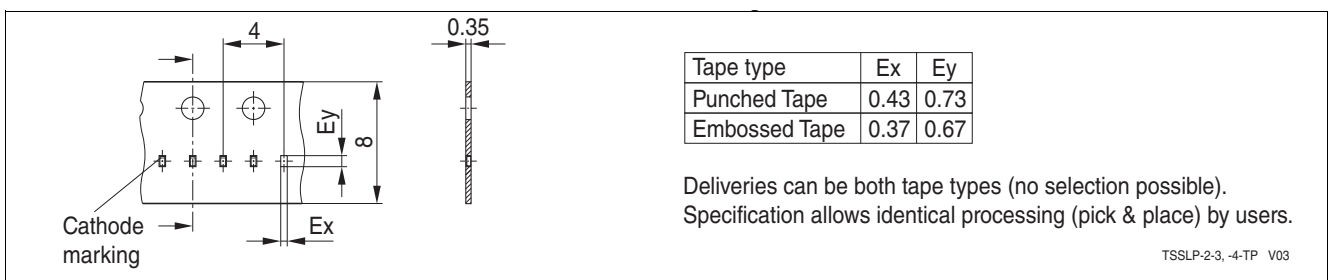 4
0.35
Ey
8
Cathode
marking
Ex
Tape type Ex Ey
Punched Tape 0.43 0.73
Embossed Tape 0.37 0.67
Deliveries can be both tape types (no selection possible).
Specification allows identical processing (pick & place) by users.
TSSLP-2-3, -4-TP V03